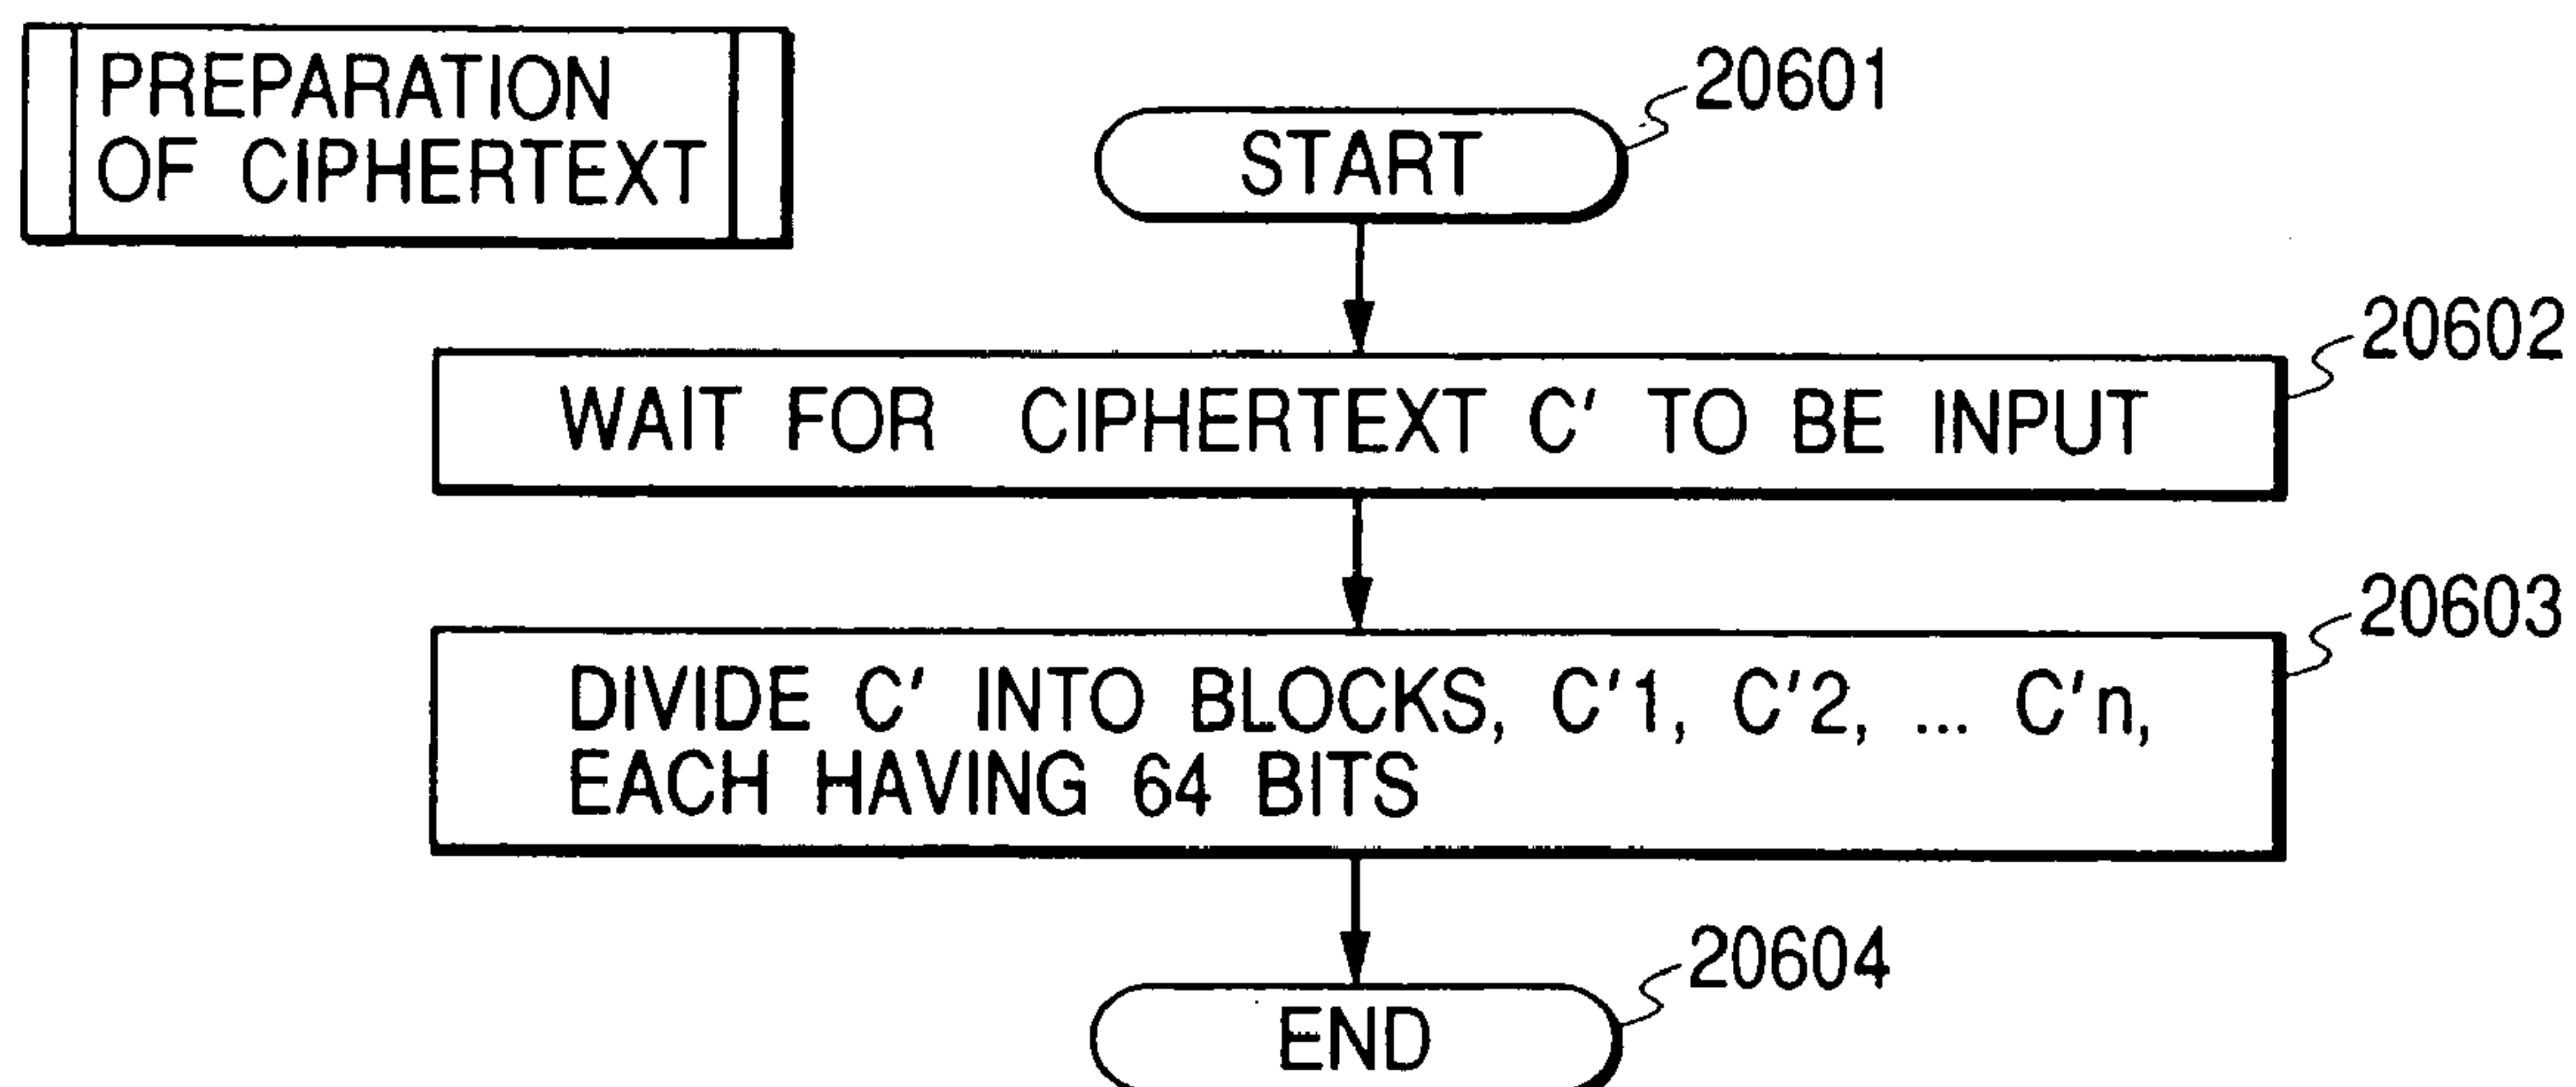 PREPARATION
OF CIPHERTEXT
START
20601
WAIT FOR CIPHERTEXT C' TO BE INPUT
20602
DIVIDE C' INTO BLOCKS, C'1, C'2, ... C'n,
EACH HAVING 64 BITS
20603
END
20604